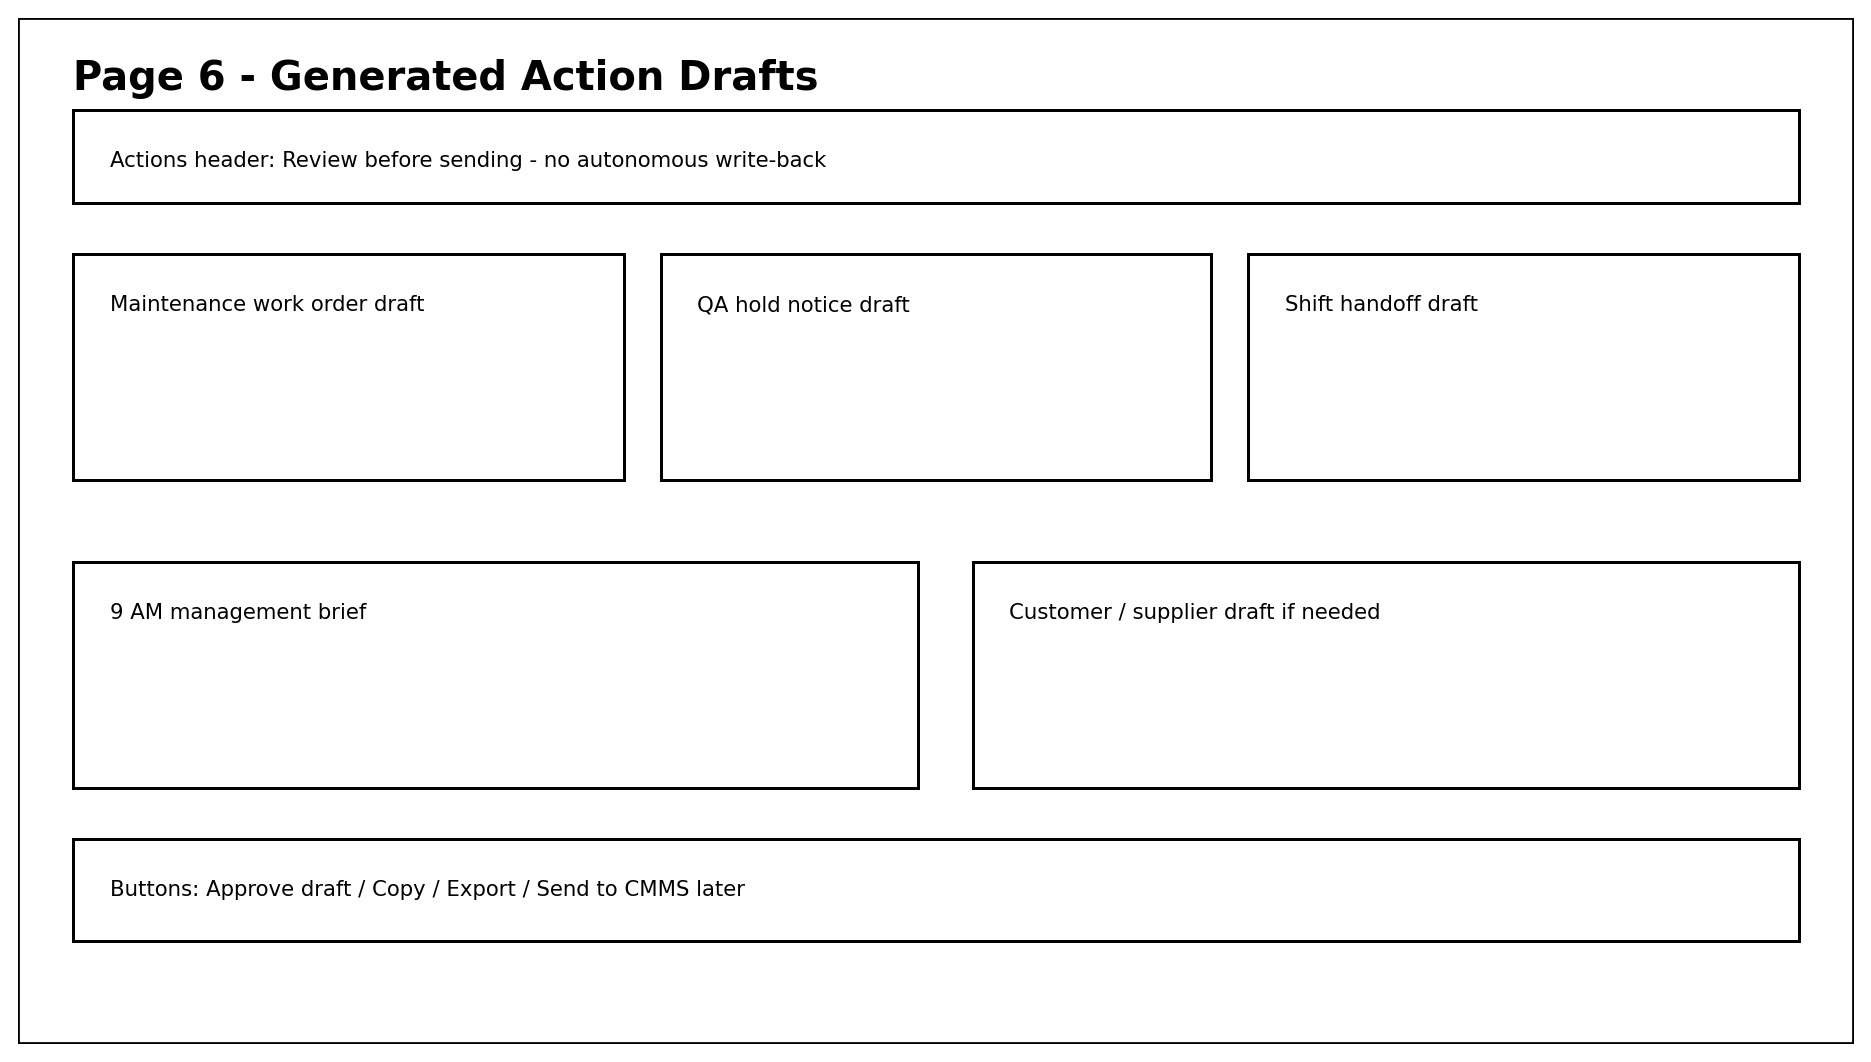 Page 6 - Generated Action Drafts
Actions header: Review before sending - no autonomous write-back
Maintenance work order draft
QA hold notice draft
Shift handoff draft
9 AM management brief
Customer / supplier draft if needed
Buttons: Approve draft / Copy / Export / Send to CMMS later